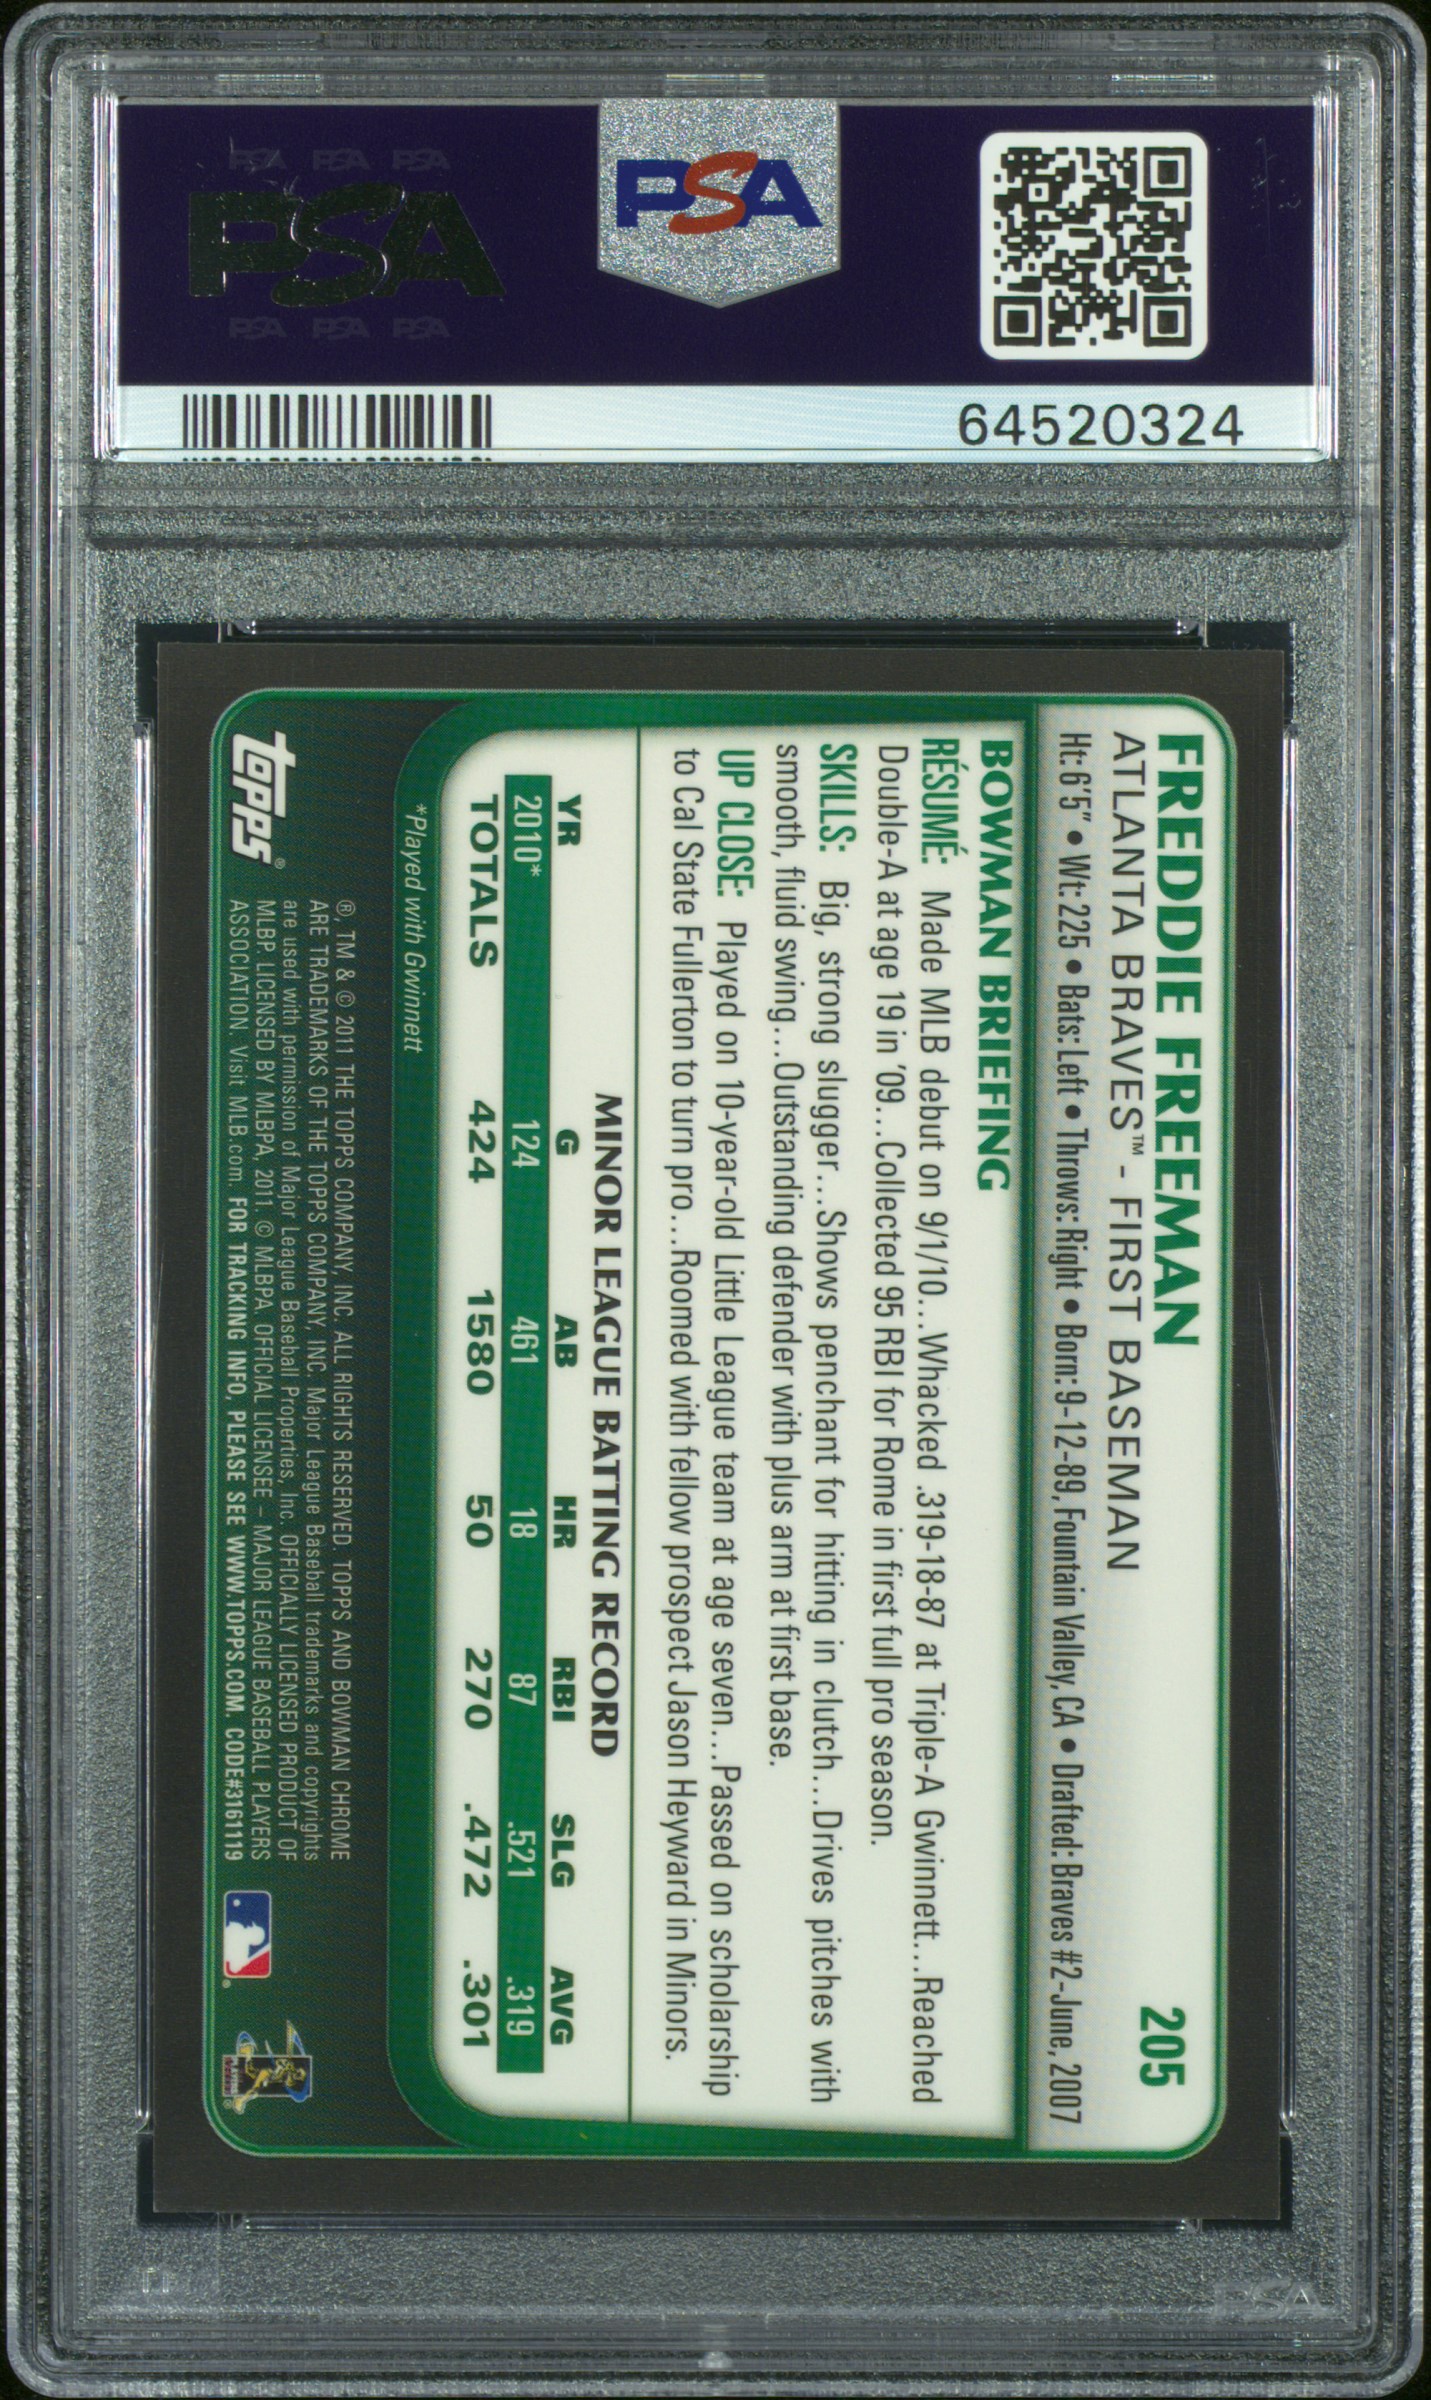 PSA PSA PSA
PSA
PSA PSA PSA
PSA
64520324
FREDDIE FREEMAN
205
ATLANTA BRAVES™ - FIRST BASEMAN
Ht: 6'5" • Wt: 225 • Bats: Left • Throws: Right • Born: 9-12-89, Fountain Valley, CA • Drafted: Braves #2-June, 2007
BOWMAN BRIEFING
RÉSUMÉ: Made MLB debut on 9/1/10...Whacked .319-18-87 at Triple-A Gwinnett...Reached
Double-A at age 19 in '09...Collected 95 RBI for Rome in first full pro season.
SKILLS: Big, strong slugger...Shows penchant for hitting in clutch...Drives pitches with
smooth, fluid swing...Outstanding defender with plus arm at first base.
UP CLOSE: Played on 10-year-old Little League team at age seven...Passed on scholarship
to Cal State Fullerton to turn pro...Roomed with fellow prospect Jason Heyward in Minors.
MINOR LEAGUE BATTING RECORD
YR G AB HR RBI SLG AVG
2010* 124 461 18 87 .521 .319
TOTALS 424 1580 50 270 .472 .301
*Played with Gwinnett
®, TM & © 2011 THE TOPPS COMPANY, INC. ALL RIGHTS RESERVED. TOPPS AND BOWMAN CHROME
ARE TRADEMARKS OF THE TOPPS COMPANY, INC. Major League Baseball trademarks and copyrights
are used with permission of Major League Baseball Properties, Inc. OFFICIALLY LICENSED PRODUCT OF
MLBP. LICENSED BY MLBPA, 2011. © MLBPA. OFFICIAL LICENSEE – MAJOR LEAGUE BASEBALL PLAYERS
ASSOCIATION. Visit MLB.com. FOR TRACKING INFO, PLEASE SEE WWW.TOPPS.COM. CODE#316119
topps®
PSA